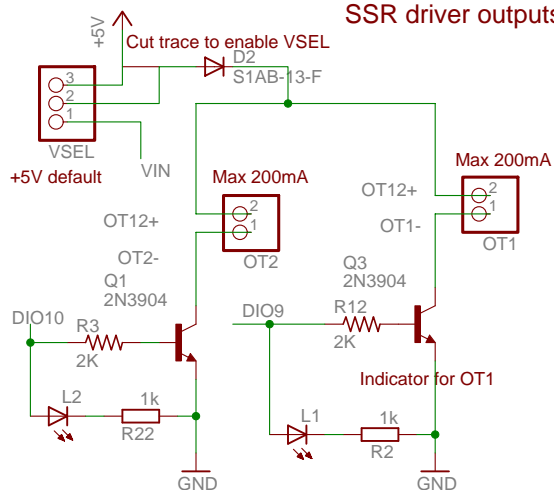 SSR driver outputs
+5V
Cut trace to enable VSEL
D2
S1AB-13-F
3
2
1
VSEL
+5V default
VIN
Max 200mA
OT12+
2
1
OT2-
OT2
Max 200mA
OT12+
2
1
OT1-
OT1
Q1
2N3904
DIO10
R3
2K
L2
1k
R22
GND
Q3
2N3904
DIO9
R12
2K
Indicator for OT1
L1
1k
R2
GND